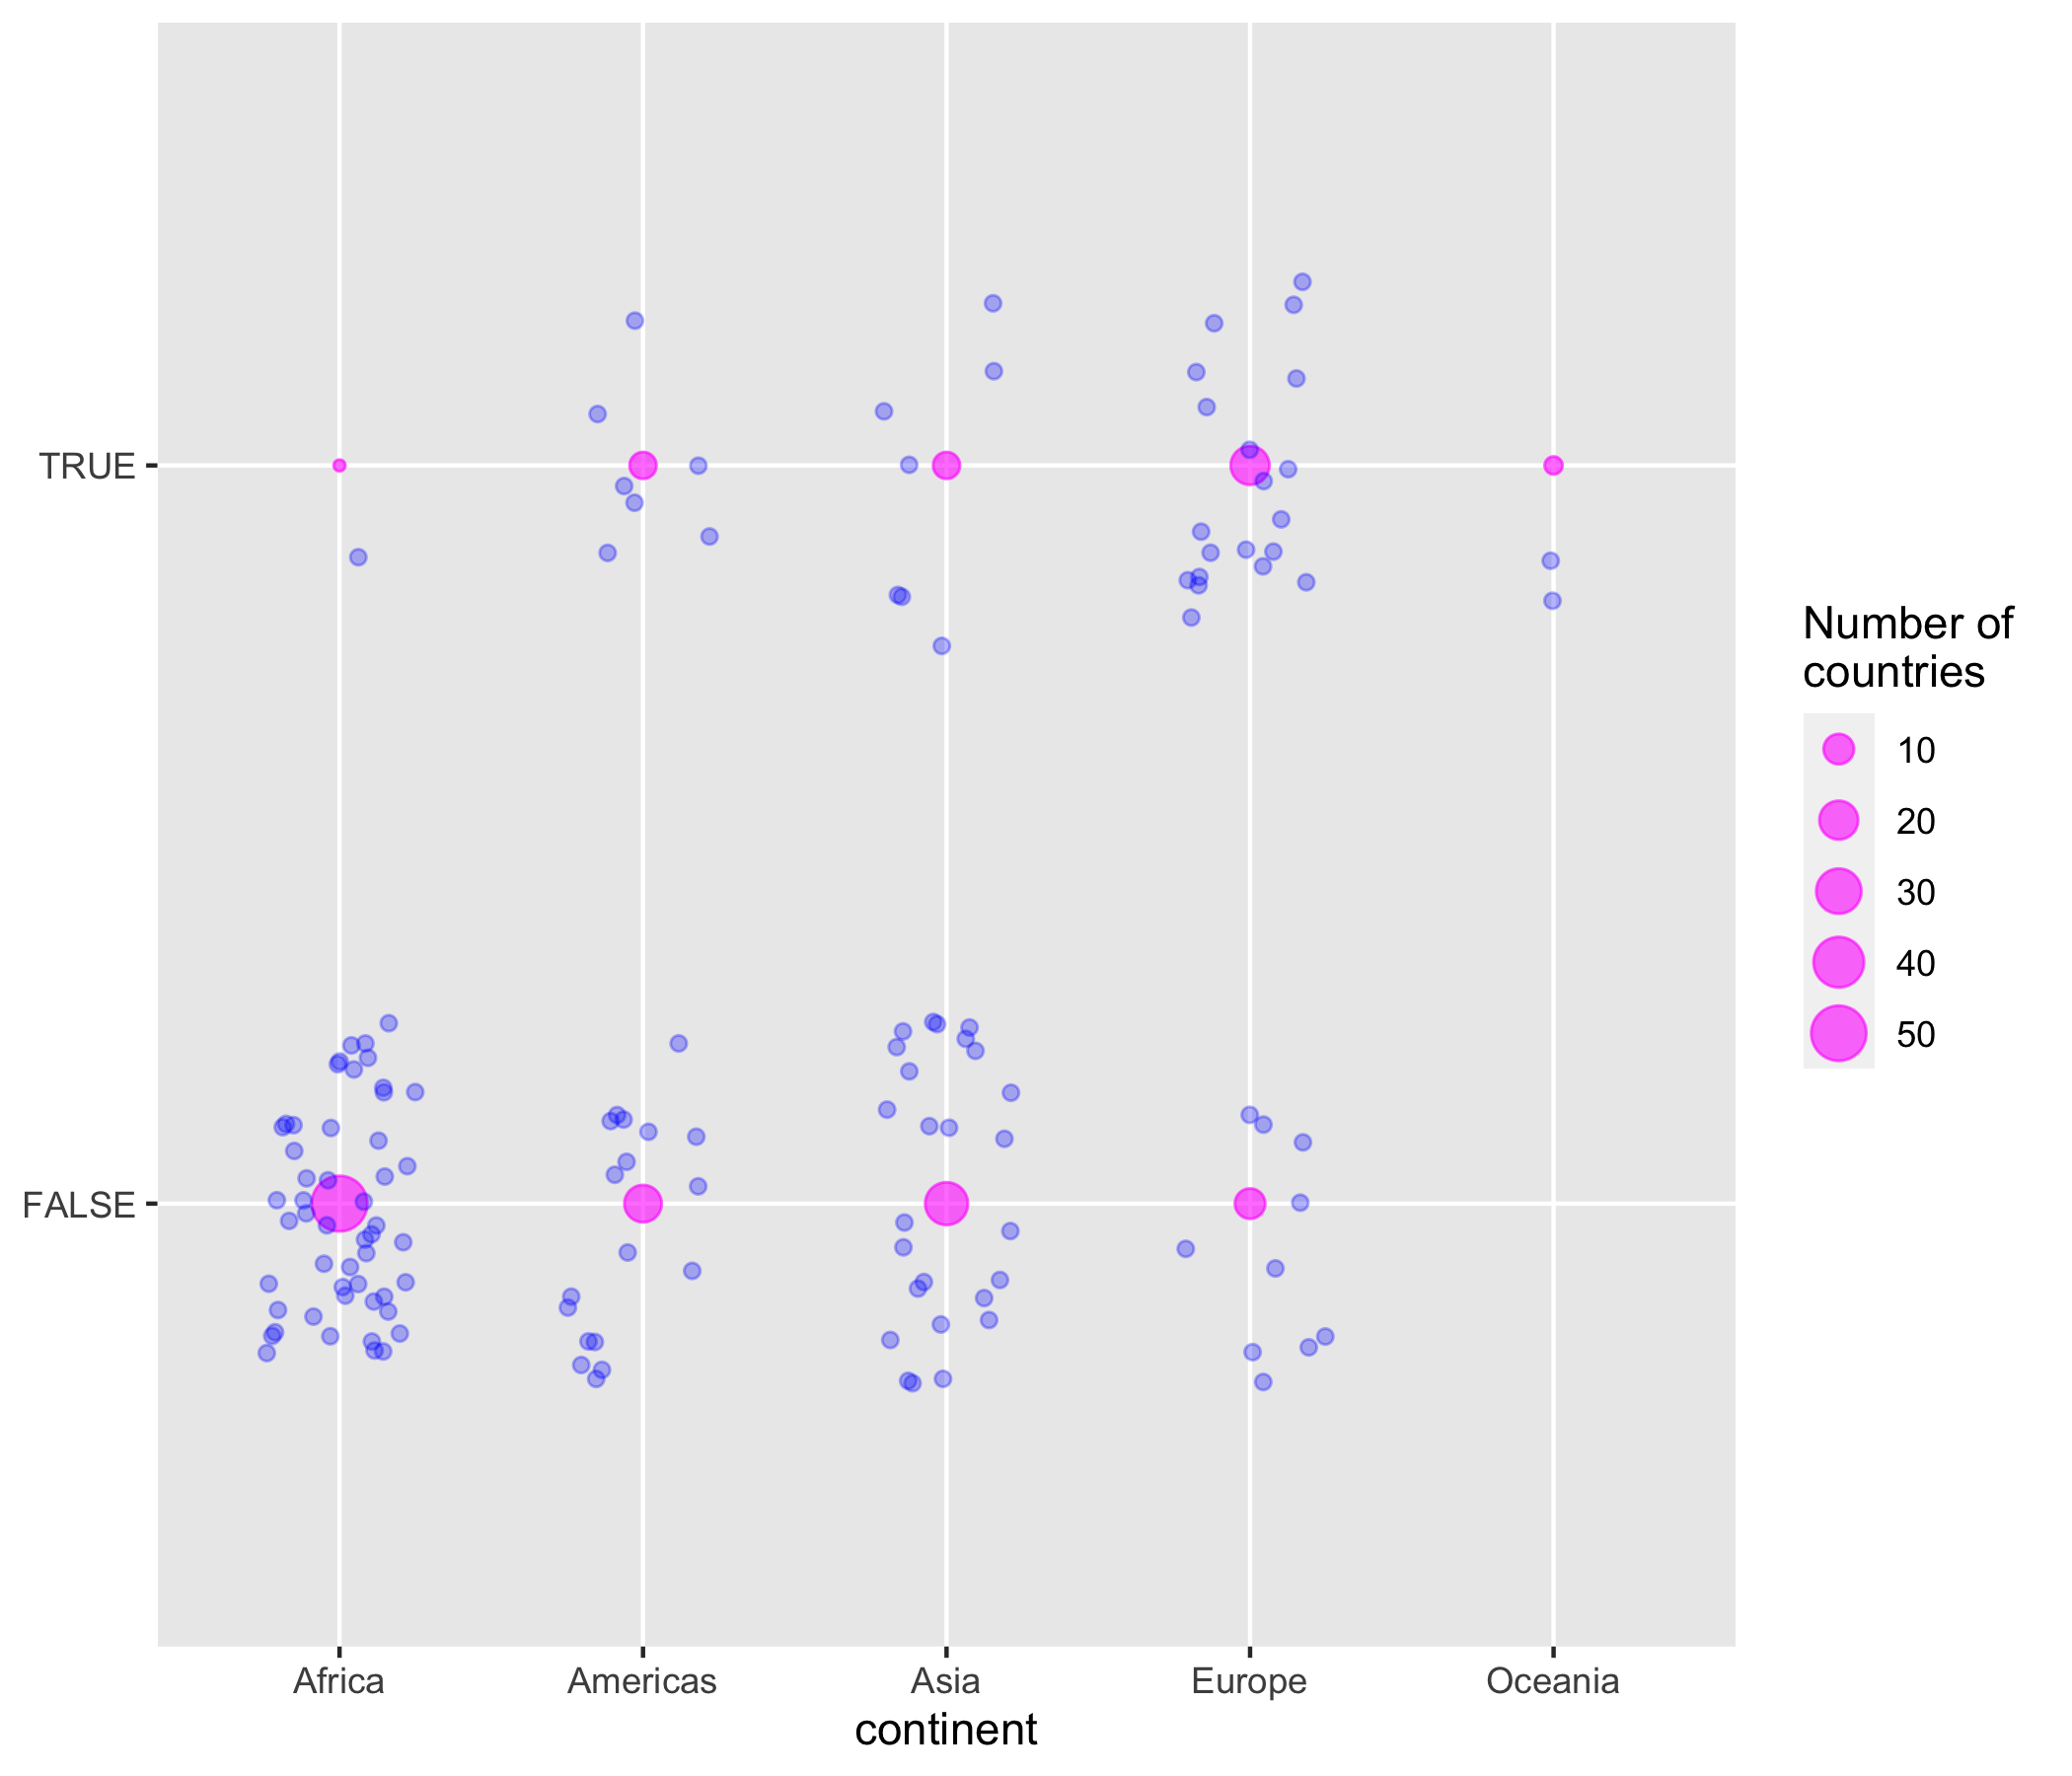 TRUE
FALSE
Africa
Americas
Asia
Europe
Oceania
continent
Number of
countries
10
20
30
40
50